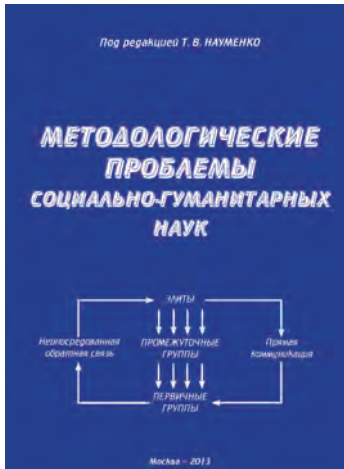 Под редакцией Т. В. НАУМЕНКО
МЕТОДОЛОГИЧЕСКИЕ
ПРОБЛЕМЫ
СОЦИАЛЬНО-ГУМАНИТАРНЫХ
НАУК
ЭЛИТЫ
Неопосредованная
обратная связь
ПРОМЕЖУТОЧНЫЕ
ГРУППЫ
Прямая
коммуникация
ПЕРВИЧНЫЕ
ГРУППЫ
Москва – 2013